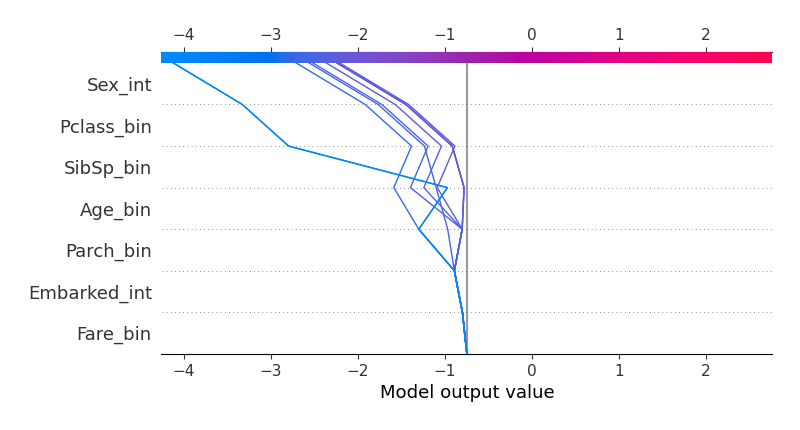 −4 −3 −2 −1 0 1 2
Sex_int
Pclass_bin
SibSp_bin
Age_bin
Parch_bin
Embarked_int
Fare_bin
−4 −3 −2 −1 0 1 2
Model output value